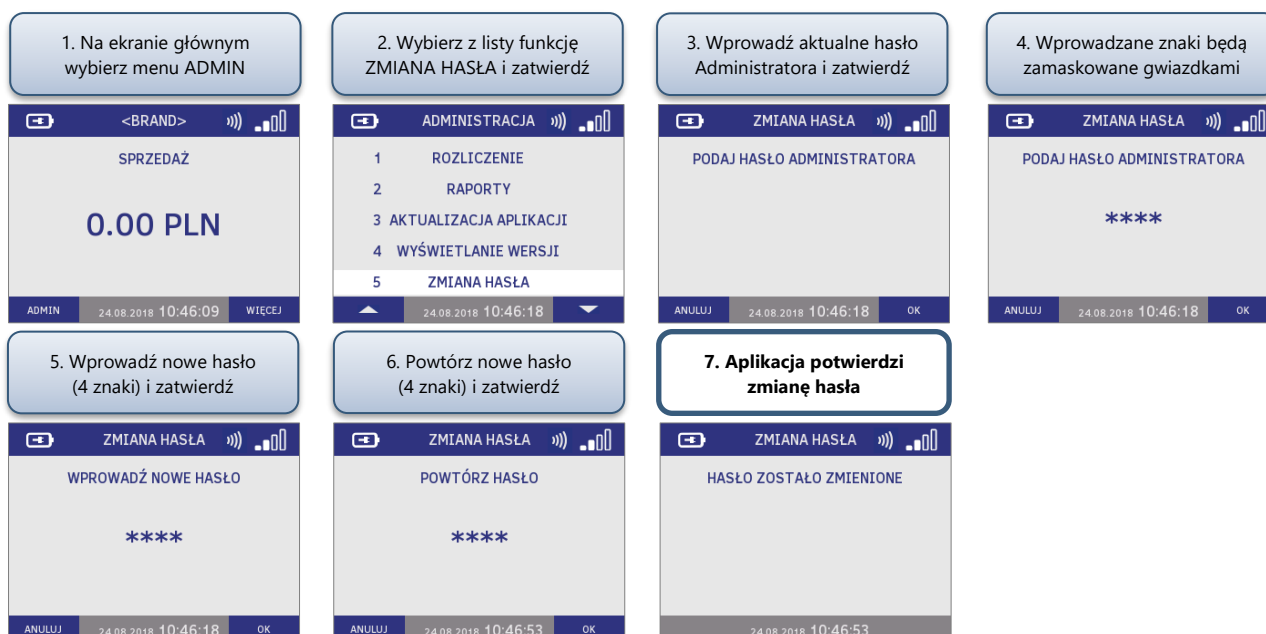 1. Na ekranie głównym
wybierz menu ADMIN
2. Wybierz z listy funkcję
ZMIANA HASŁA i zatwierdź
3. Wprowadź aktualne hasło
Administratora i zatwierdź
4. Wprowadzane znaki będą
zamaskowane gwiazdkami
<BRAND>
SPRZEDAŻ
0.00 PLN
ADMIN 24.08.2018 10:46:09 WIĘCEJ
ADMINISTRACJA
1 ROZLICZENIE
2 RAPORTY
3 AKTUALIZACJA APLIKACJI
4 WYŚWIETLANIE WERSJI
5 ZMIANA HASŁA
24.08.2018 10:46:18
ZMIANA HASŁA
PODAJ HASŁO ADMINISTRATORA
ANULUJ 24.08.2018 10:46:18 OK
ZMIANA HASŁA
PODAJ HASŁO ADMINISTRATORA
****
ANULUJ 24.08.2018 10:46:18 OK
5. Wprowadź nowe hasło
(4 znaki) i zatwierdź
6. Powtórz nowe hasło
(4 znaki) i zatwierdź
7. Aplikacja potwierdzi
zmianę hasła
ZMIANA HASŁA
WPROWADŹ NOWE HASŁO
****
ANULUJ 24.08.2018 10:46:18 OK
ZMIANA HASŁA
POWTÓRZ HASŁO
****
ANULUJ 24.08.2018 10:46:53 OK
ZMIANA HASŁA
HASŁO ZOSTAŁO ZMIENIONE
24.08.2018 10:46:53